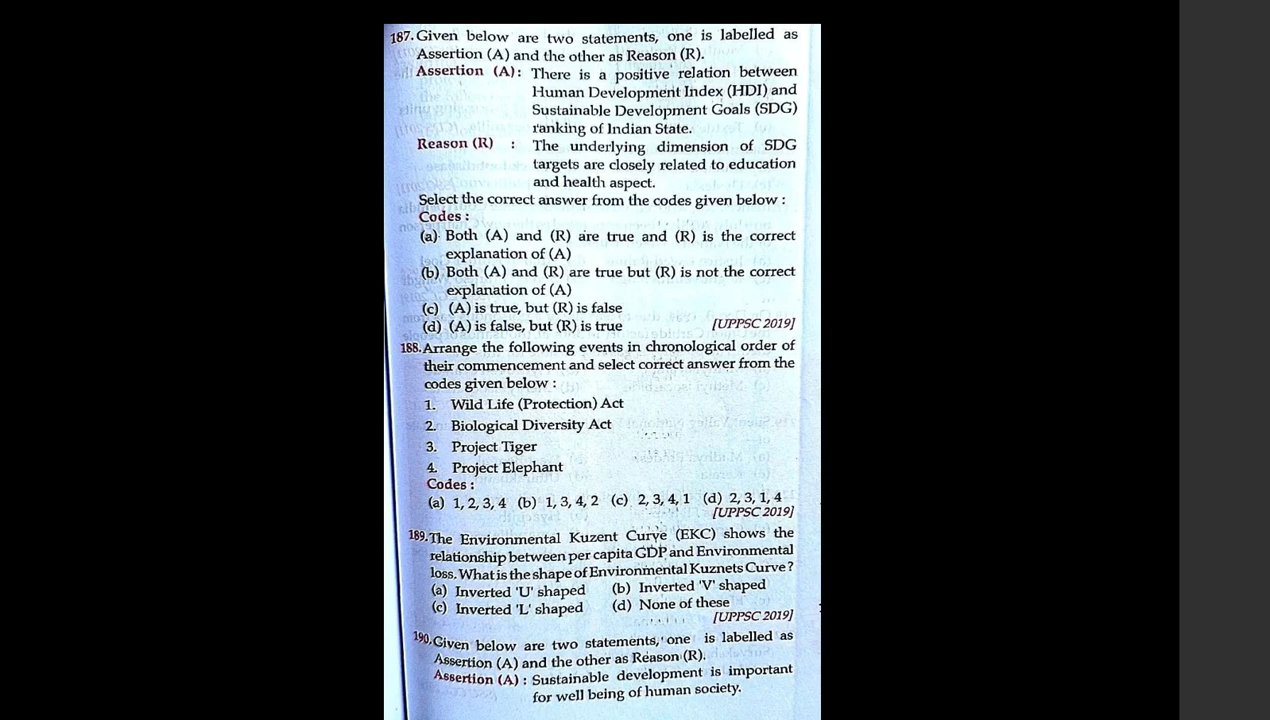 187. Given below are two statements, one is labelled as
Assertion (A) and the other as Reason (R).
Assertion (A): There is a positive relation between
Human Development Index (HDI) and
Sustainable Development Goals (SDG)
ranking of Indian State.
Reason (R) : The underlying dimension of SDG
targets are closely related to education
and health aspect.
Select the correct answer from the codes given below :
Codes :
(a) Both (A) and (R) are true and (R) is the correct
explanation of (A)
(b) Both (A) and (R) are true but (R) is not the correct
explanation of (A)
(c) (A) is true, but (R) is false
(d) (A) is false, but (R) is true [UPPSC 2019]
188. Arrange the following events in chronological order of
their commencement and select correct answer from the
codes given below :
1. Wild Life (Protection) Act
2. Biological Diversity Act
3. Project Tiger
4. Project Elephant
Codes :
(a) 1, 2, 3, 4 (b) 1, 3, 4, 2 (c) 2, 3, 4, 1 (d) 2, 3, 1, 4
[UPPSC 2019]
189. The Environmental Kuzent Curve (EKC) shows the
relationship between per capita GDP and Environmental
loss. What is the shape of Environmental Kuznets Curve ?
(a) Inverted 'U' shaped (b) Inverted 'V' shaped
(c) Inverted 'L' shaped (d) None of these
[UPPSC 2019]
190. Given below are two statements, one is labelled as
Assertion (A) and the other as Reason (R).
Assertion (A) : Sustainable development is important
for well being of human society.